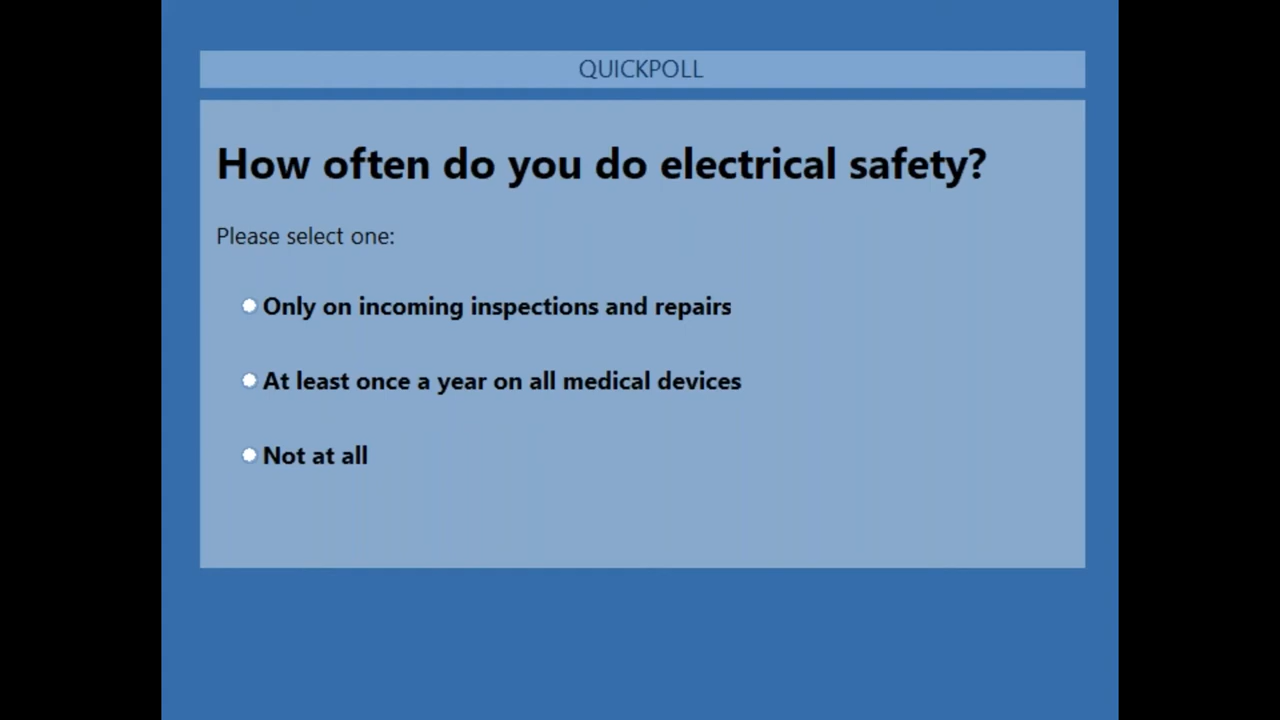 QUICKPOLL
How often do you do electrical safety?
Please select one:
Only on incoming inspections and repairs
At least once a year on all medical devices
Not at all